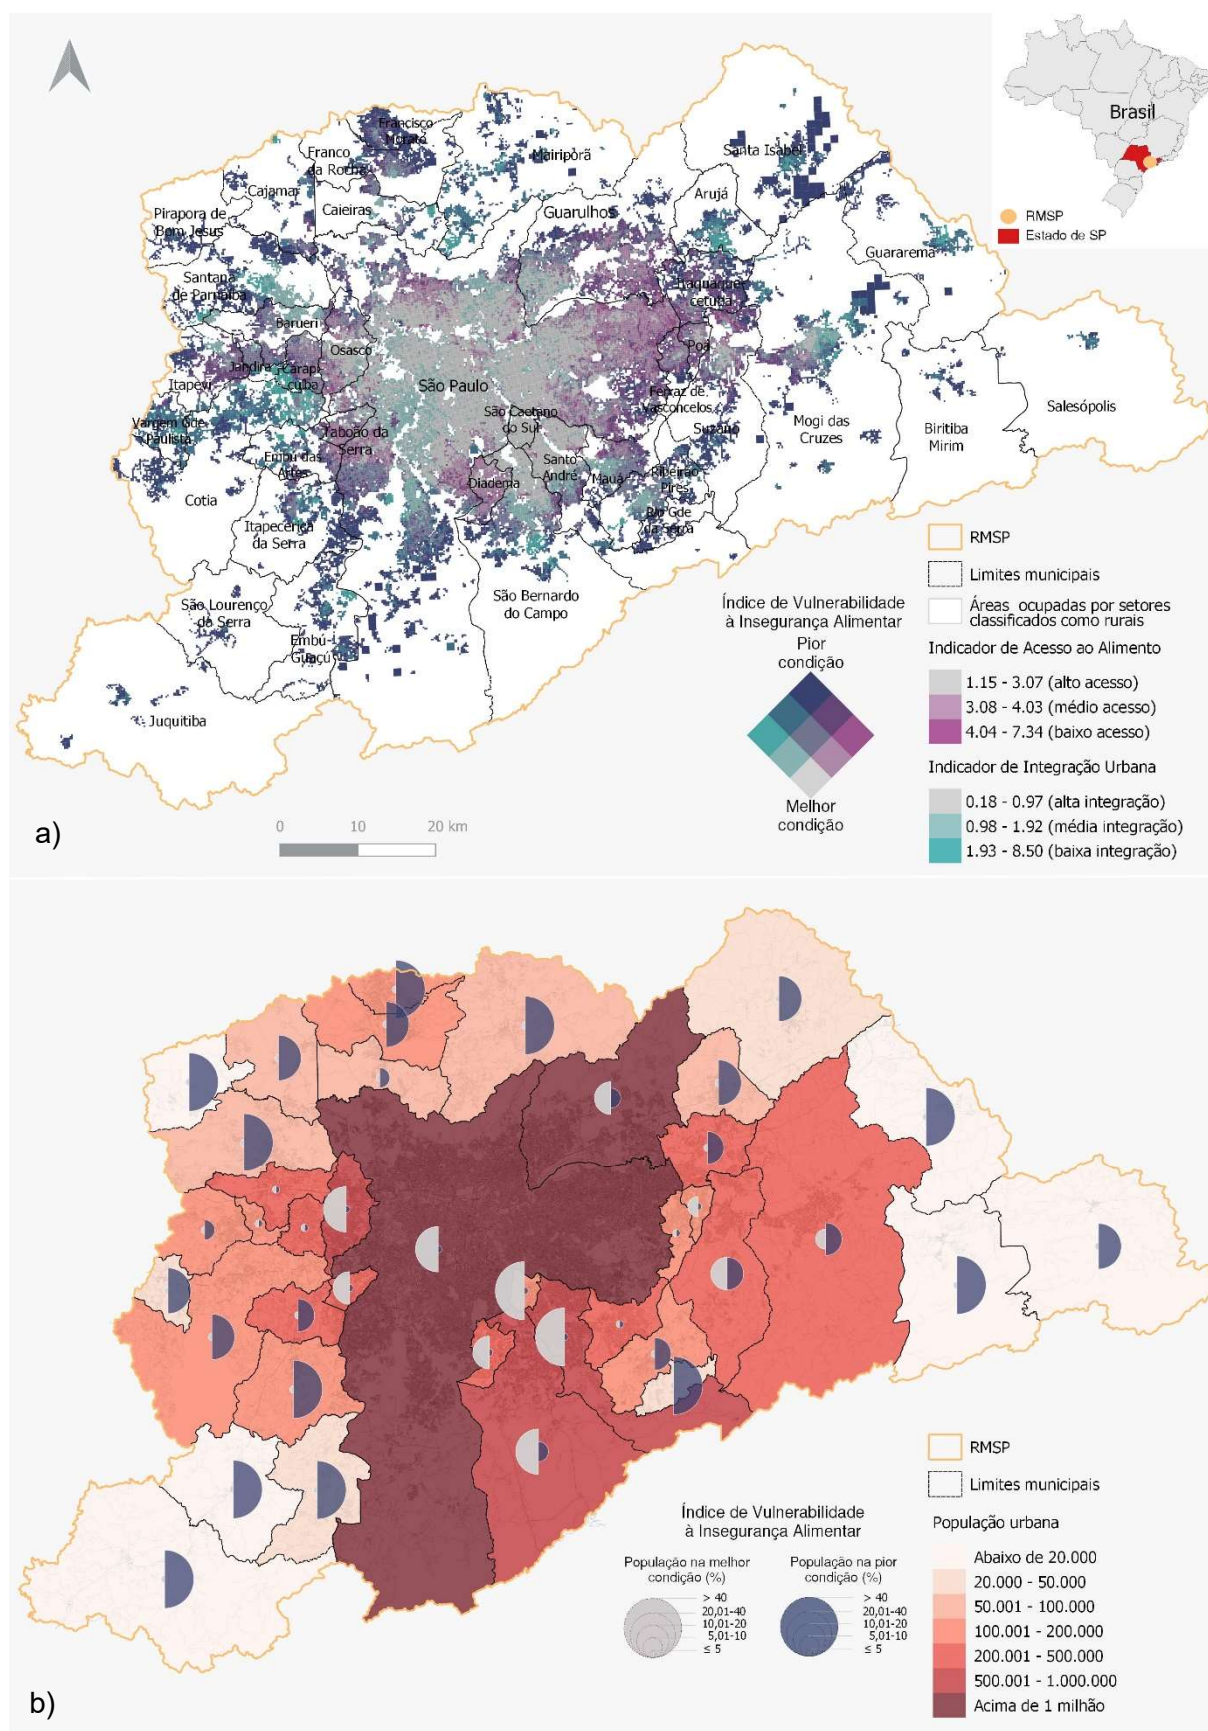 Brasil
RMSP
Estado de SP
Francisco
Morato
Franco
da Rocha
Mairiporã
Santa Isabel
Cajamar
Caieiras
Guarulhos
Arujá
Pirapora de
Bom Jesus
Guararema
Santana
de Parnaíba
Itaquaque-
cetuba
Barueri
Osasco
Poá
Jandira
Carapi-
cuíba
Itapevi
São Paulo
Ferraz de
Vasconcelos
Salesópolis
São Caetano
do Sul
Vargem Gde.
Paulista
Taboão da
Serra
Suzano
Mogi das
Cruzes
Biritiba
Mirim
Embu das
Artes
Santo
André
Mauá
Ribeirão
Pires
Diadema
Cotia
Rio Gde
da Serra
Itapecerica
da Serra
São Bernardo
do Campo
São Lourenço
da Serra
Embú-
Guaçú
Juquitiba
RMSP
Limites municipais
Áreas ocupadas por setores
classificados como rurais
Índice de Vulnerabilidade
à Insegurança Alimentar
Pior
condição
Melhor
condição
Indicador de Acesso ao Alimento
1.15 - 3.07 (alto acesso)
3.08 - 4.03 (médio acesso)
4.04 - 7.34 (baixo acesso)
Indicador de Integração Urbana
0.18 - 0.97 (alta integração)
0.98 - 1.92 (média integração)
1.93 - 8.50 (baixa integração)
0 10 20 km
a)
RMSP
Limites municipais
Índice de Vulnerabilidade
à Insegurança Alimentar
População na melhor
condição (%)
> 40
20,01-40
10,01-20
5,01-10
≤ 5
População na pior
condição (%)
> 40
20,01-40
10,01-20
5,01-10
≤ 5
População urbana
Abaixo de 20.000
20.000 - 50.000
50.001 - 100.000
100.001 - 200.000
200.001 - 500.000
500.001 - 1.000.000
Acima de 1 milhão
b)